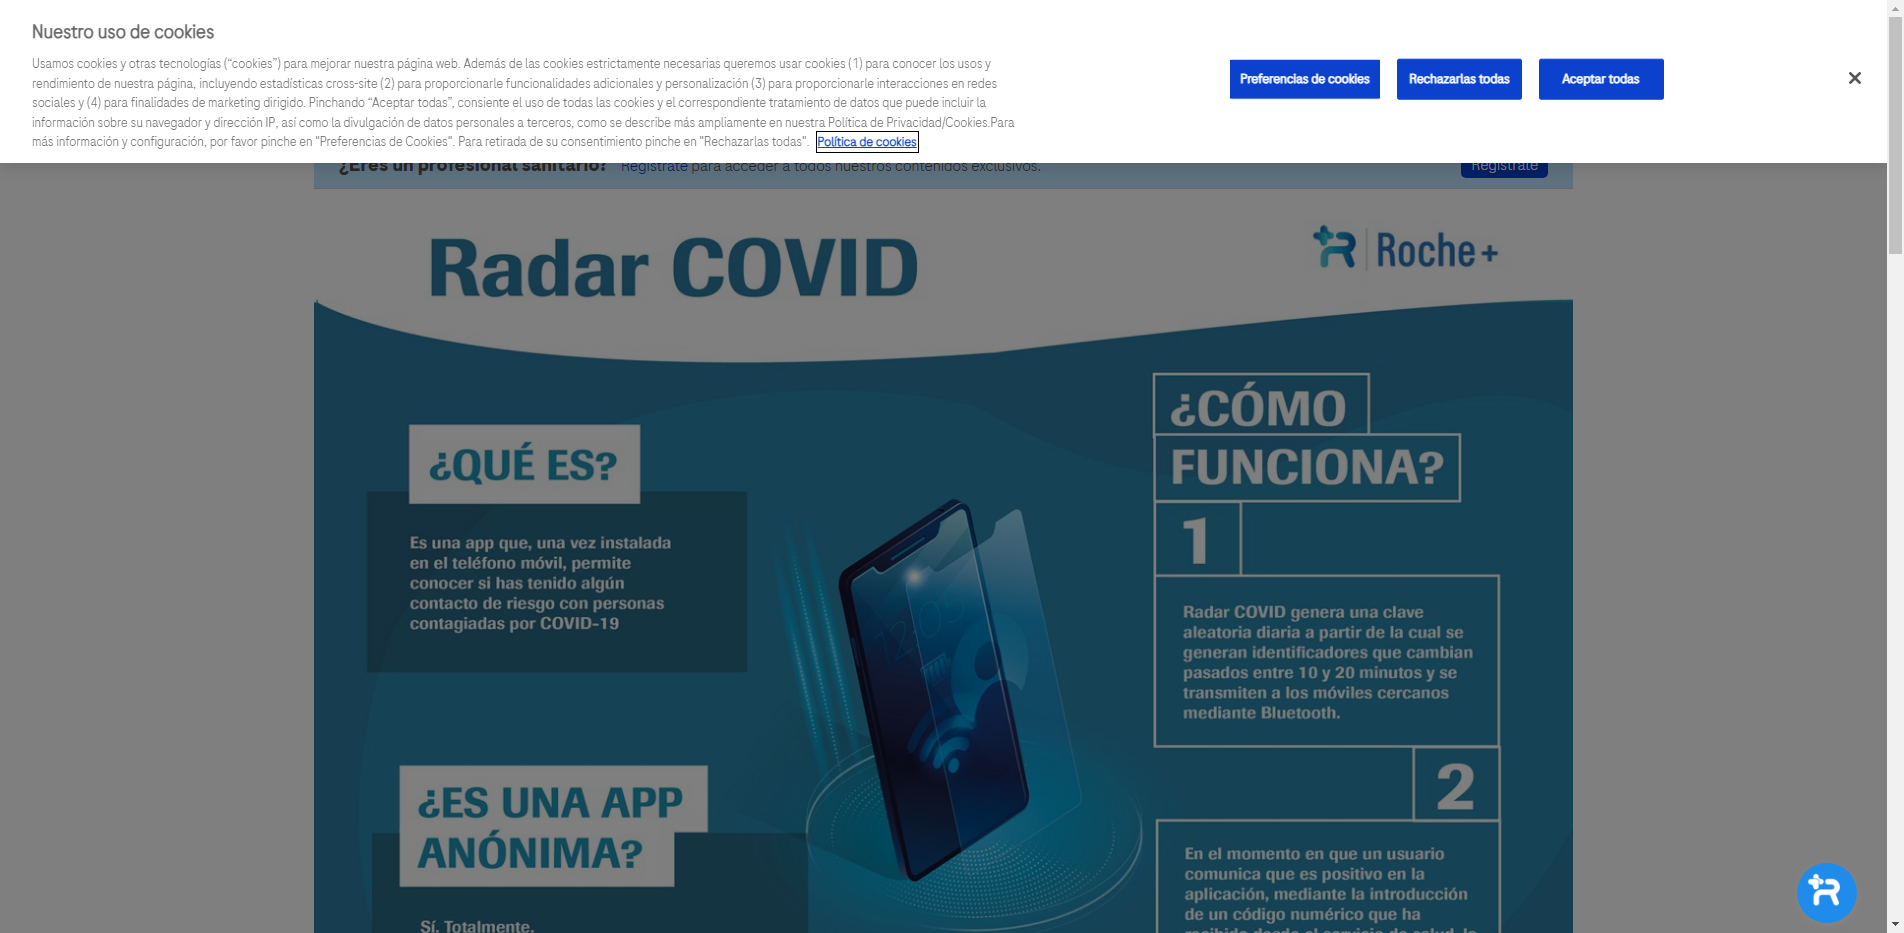 Nuestro uso de cookies
Usamos cookies y otras tecnologías (“cookies”) para mejorar nuestra página web. Además de las cookies estrictamente necesarias queremos usar cookies (1) para conocer los usos y
rendimiento de nuestra página, incluyendo estadísticas cross-site (2) para proporcionarle funcionalidades adicionales y personalización (3) para proporcionarle interacciones en redes
sociales y (4) para finalidades de marketing dirigido. Pinchando “Aceptar todas”, consiente el uso de todas las cookies y el correspondiente tratamiento de datos que puede incluir la
información sobre su navegador y dirección IP, así como la divulgación de datos personales a terceros, como se describe más ampliamente en nuestra Política de Privacidad/Cookies.Para
más información y configuración, por favor pinche en "Preferencias de Cookies". Para retirada de su consentimiento pinche en "Rechazarlas todas". Política de cookies
Preferencias de cookies
Rechazarlas todas
Aceptar todas
¿Eres un profesional sanitario? Regístrate para acceder a todos nuestros contenidos exclusivos.
Regístrate
Radar COVID
Roche+
¿QUÉ ES?
Es una app que, una vez instalada
en el teléfono móvil, permite
conocer si has tenido algún
contacto de riesgo con personas
contagiadas por COVID-19
12:09
¿ES UNA APP
ANÓNIMA?
Sí. Totalmente.
¿CÓMO
FUNCIONA?
1
Radar COVID genera una clave
aleatoria diaria a partir de la cual se
generan identificadores que cambian
pasados entre 10 y 20 minutos y se
transmiten a los móviles cercanos
mediante Bluetooth.
2
En el momento en que un usuario
comunica que es positivo en la
aplicación, mediante la introducción
de un código numérico que ha
recibido desde el servicio de salud, la